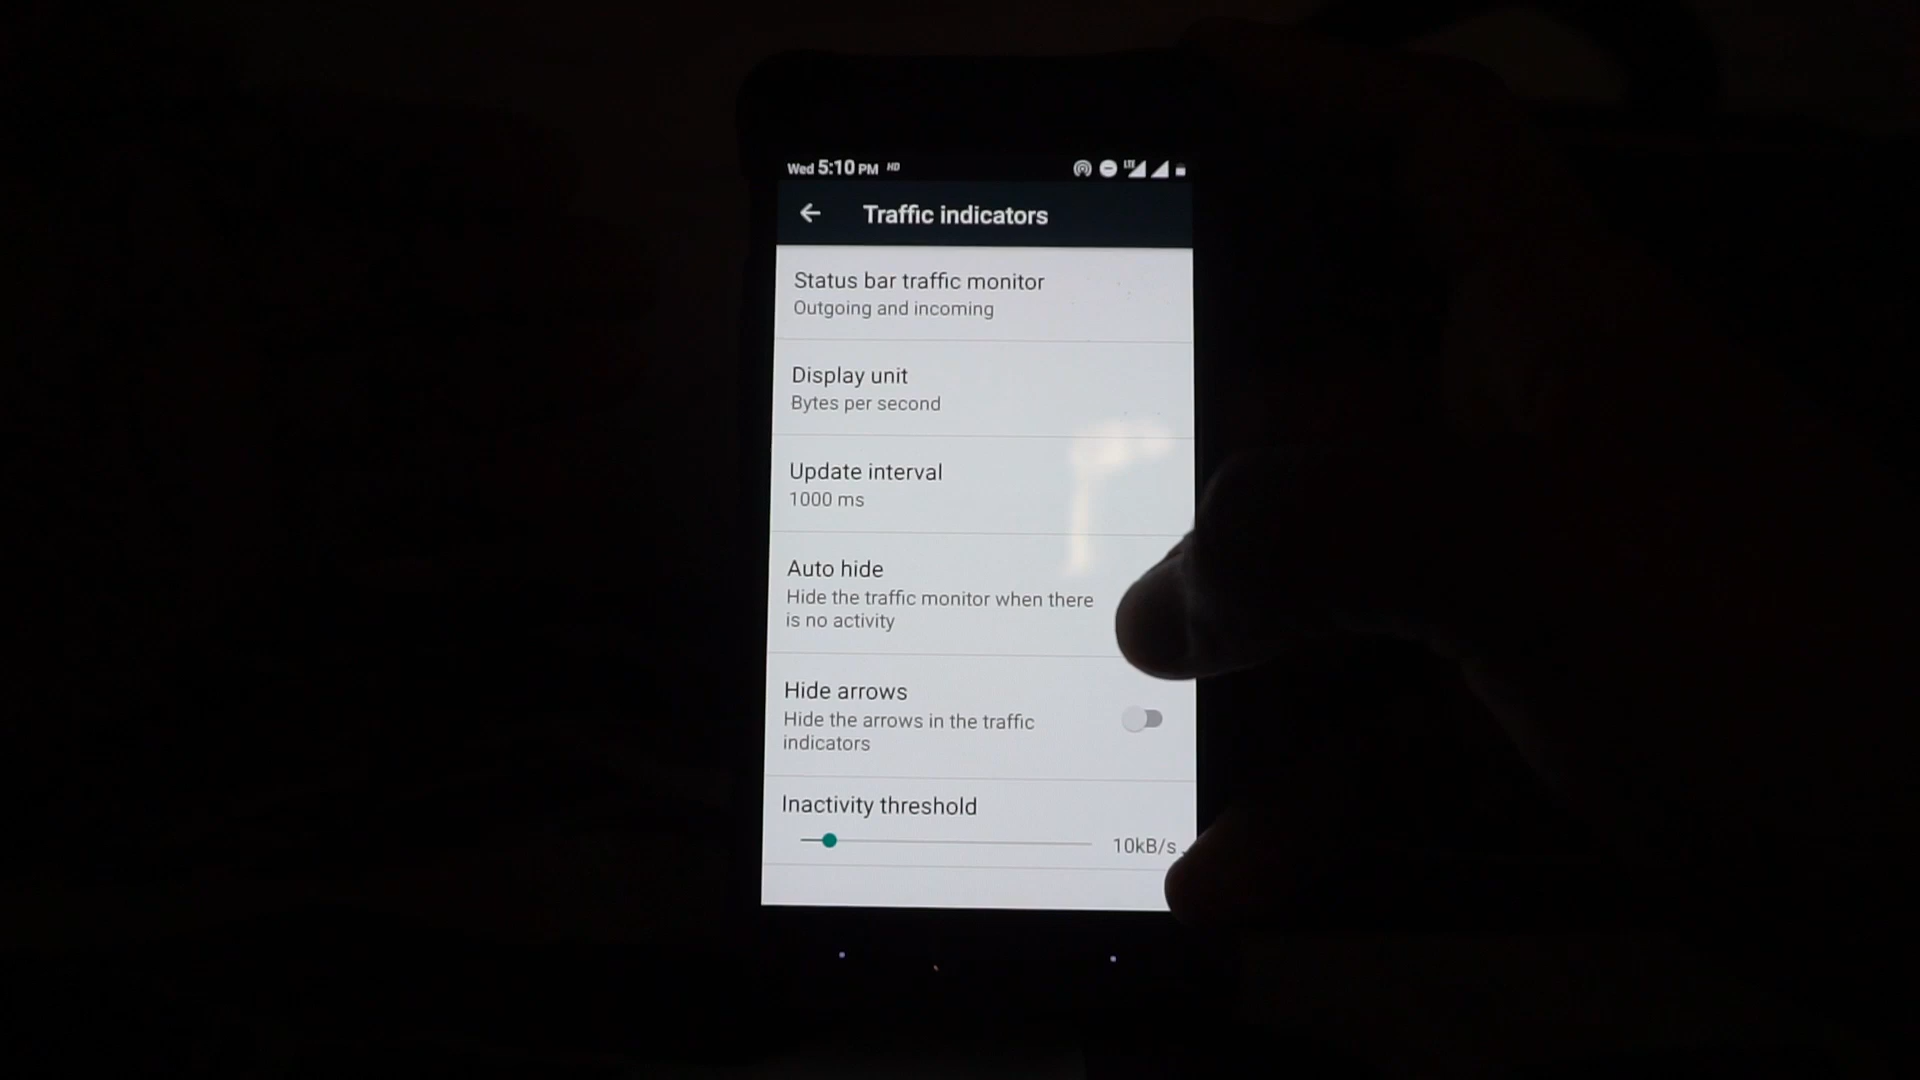 Wed 5:10 PM HD
LTE
Traffic indicators
Status bar traffic monitor
Outgoing and incoming
Display unit
Bytes per second
Update interval
1000 ms
Auto hide
Hide the traffic monitor when there
is no activity
Hide arrows
Hide the arrows in the traffic
indicators
Inactivity threshold
10kB/s